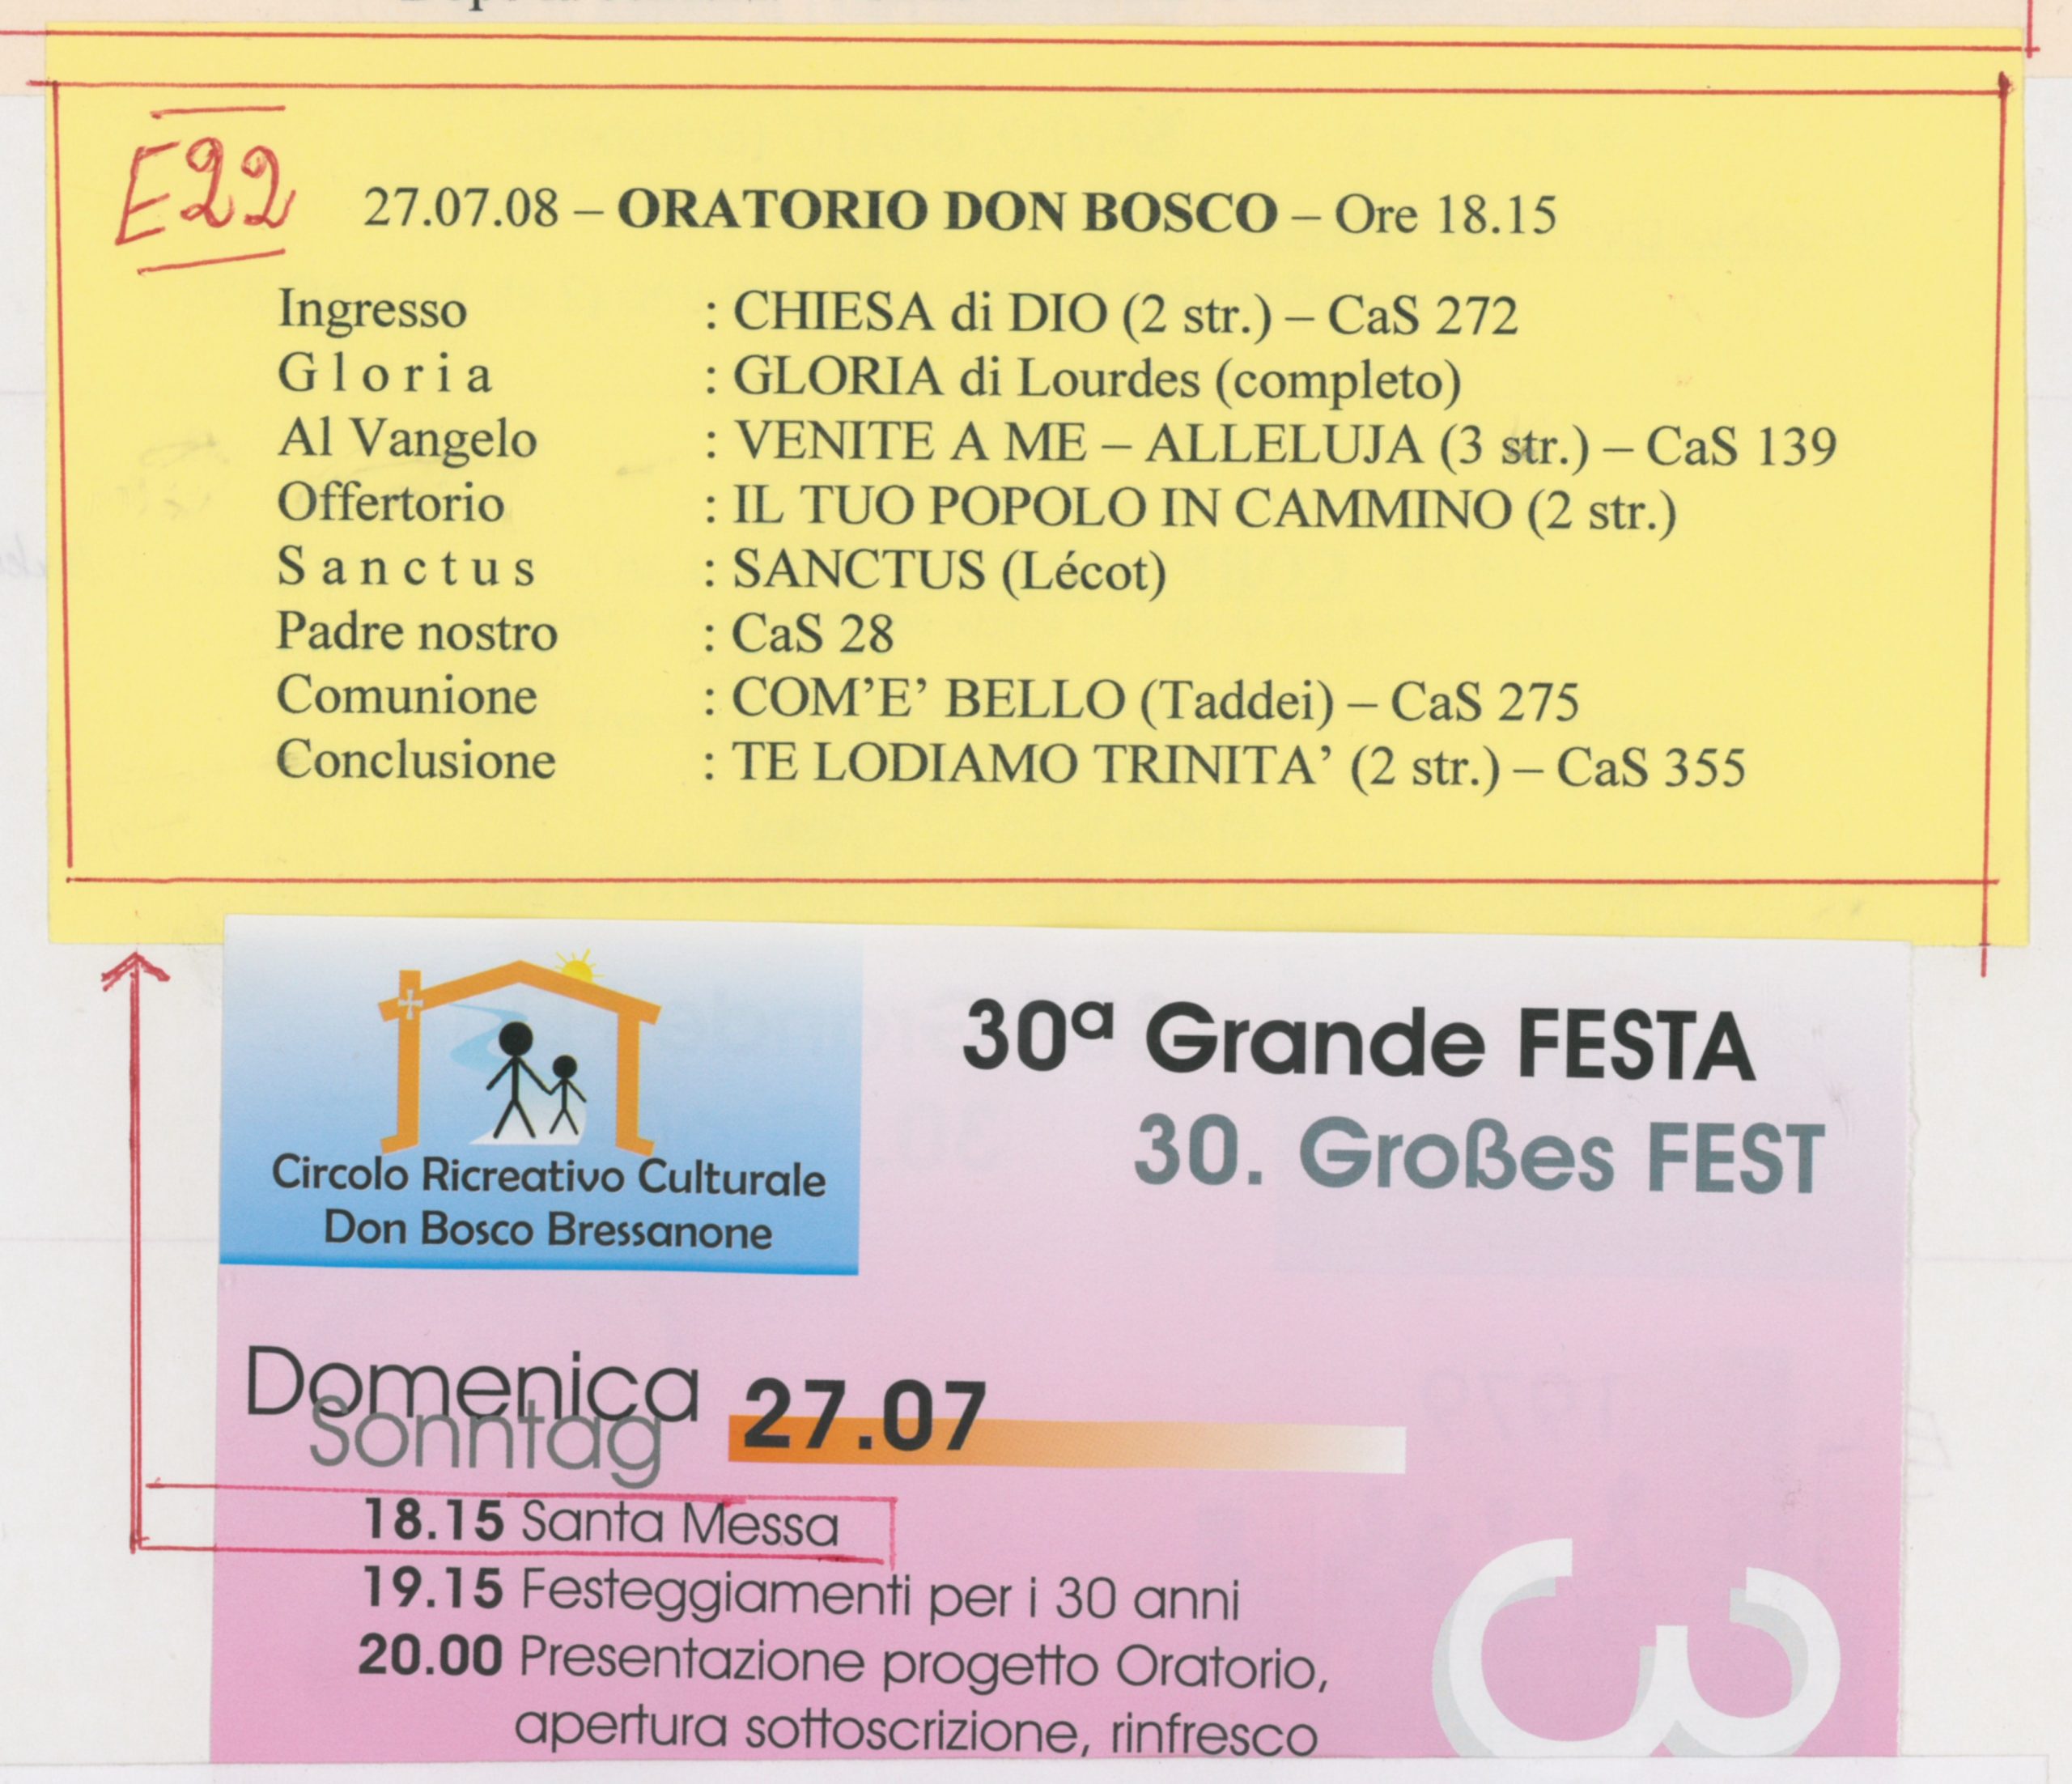 E22
27.07.08 – ORATORIO DON BOSCO – Ore 18.15
Ingresso : CHIESA di DIO (2 str.) – CaS 272
Gloria : GLORIA di Lourdes (completo)
Al Vangelo : VENITE A ME – ALLELUJA (3 str.) – CaS 139
Offertorio : IL TUO POPOLO IN CAMMINO (2 str.)
Sanctus : SANCTUS (Lécot)
Padre nostro : CaS 28
Comunione : COM’E’ BELLO (Taddei) – CaS 275
Conclusione : TE LODIAMO TRINITA’ (2 str.) – CaS 355
Circolo Ricreativo Culturale
Don Bosco Bressanone
30ª Grande FESTA
30. Großes FEST
Domenica 27.07
Sonntag
18.15 Santa Messa
19.15 Festeggiamenti per i 30 anni
20.00 Presentazione progetto Oratorio,
apertura sottoscrizione, rinfresco